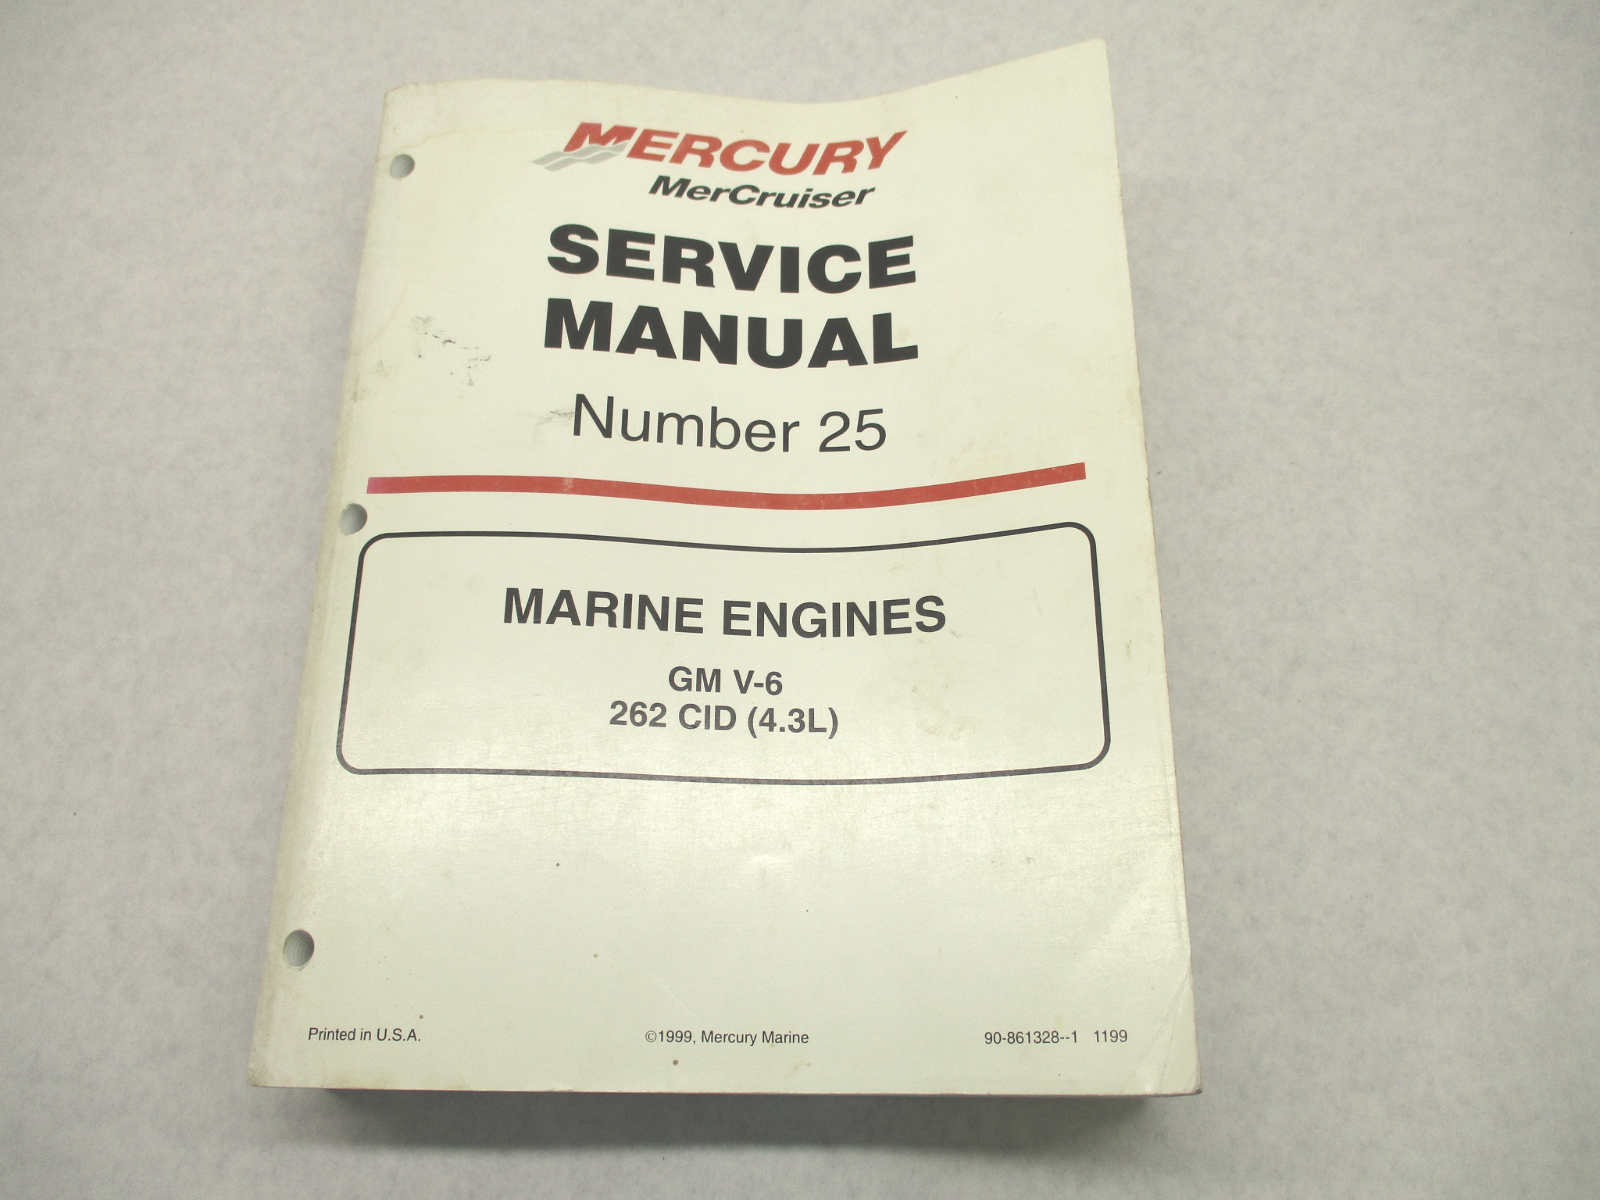 MERCURY
MerCruiser
SERVICE
MANUAL
Number 25
MARINE ENGINES
GM V-6
262 CID (4.3L)
Printed in U.S.A.
©1999, Mercury Marine
90-861328--1 1199